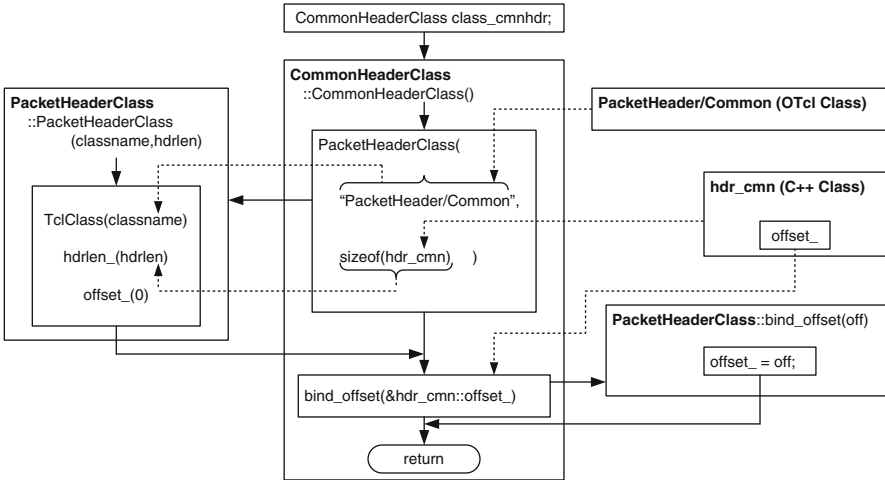 CommonHeaderClass class_cmnhdr;
CommonHeaderClass
::CommonHeaderClass()
PacketHeaderClass(
“PacketHeader/Common”,
sizeof(hdr_cmn) )
bind_offset(&hdr_cmn::offset_)
return
PacketHeaderClass
::PacketHeaderClass
(classname,hdrlen)
TclClass(classname)
hdrlen_(hdrlen)
offset_(0)
PacketHeader/Common (OTcl Class)
hdr_cmn (C++ Class)
offset_
PacketHeaderClass::bind_offset(off)
offset_ = off;